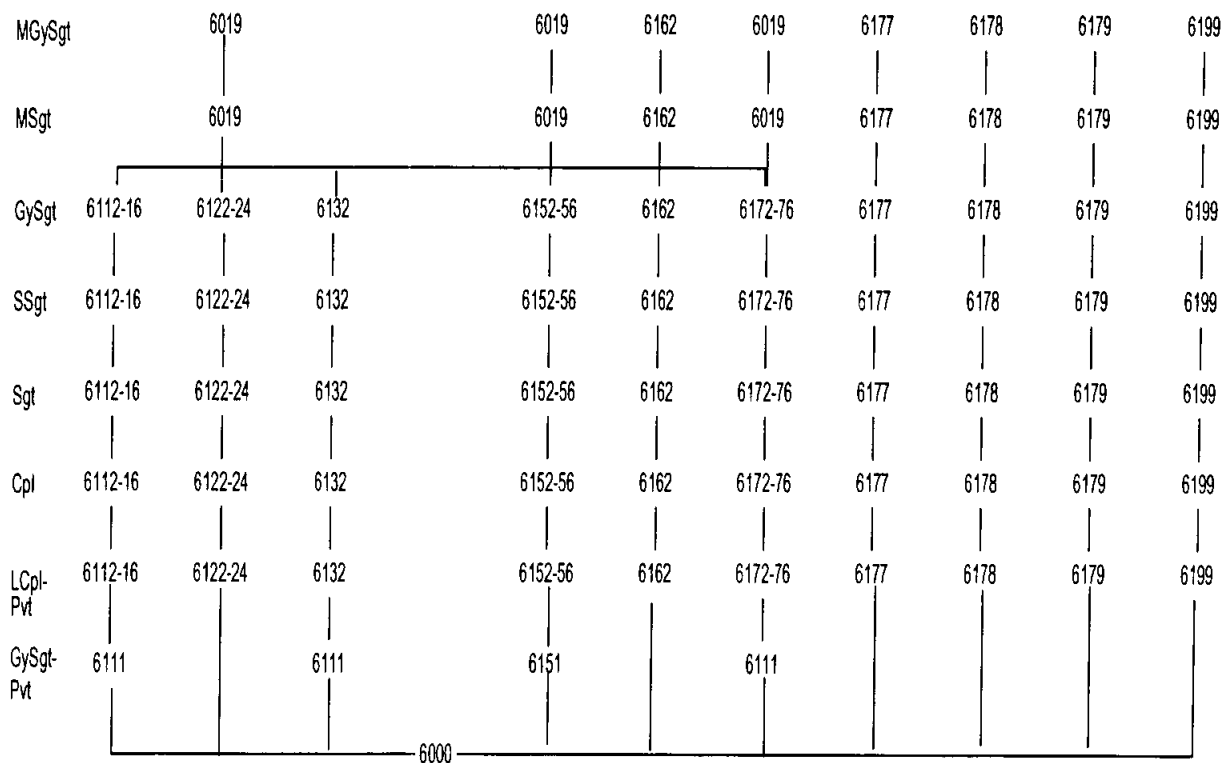 MGySgt 6019 6019 6162 6019 6177 6178 6179 6199
MSgt 6019 6019 6162 6019 6177 6178 6179 6199
GySgt 6112-16 6122-24 6132 6152-56 6162 6172-76 6177 6178 6179 6199
SSgt 6112-16 6122-24 6132 6152-56 6162 6172-76 6177 6178 6179 6199
Sgt 6112-16 6122-24 6132 6152-56 6162 6172-76 6177 6178 6179 6199
Cpl 6112-16 6122-24 6132 6152-56 6162 6172-76 6177 6178 6179 6199
LCpl- 6112-16 6122-24 6132 6152-56 6162 6172-76 6177 6178 6179 6199
Pvt
GySgt- 6111 6111 6151 6111
Pvt
6000